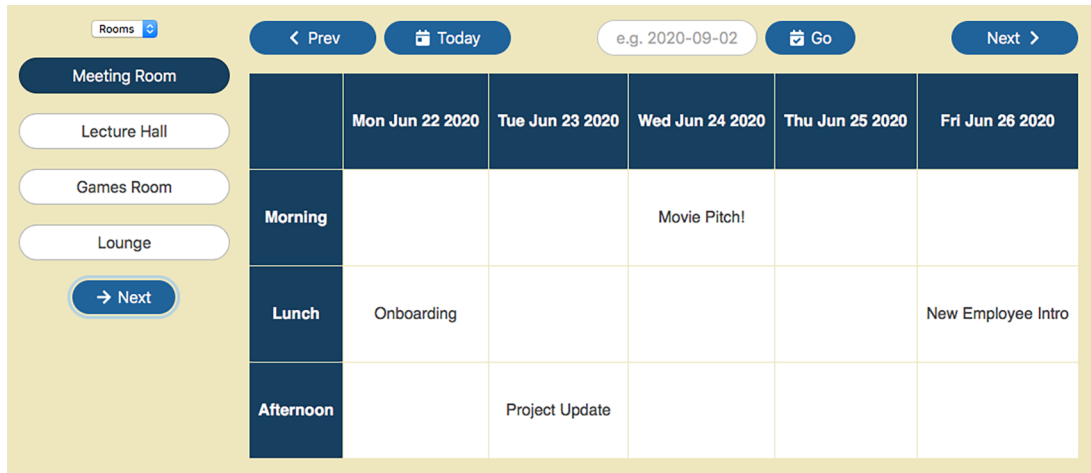 Rooms
Meeting Room
Lecture Hall
Games Room
Lounge
Next
Prev
Today
e.g. 2020-09-02
Go
Next
Mon Jun 22 2020 Tue Jun 23 2020 Wed Jun 24 2020 Thu Jun 25 2020 Fri Jun 26 2020
Morning Movie Pitch!
Lunch Onboarding New Employee Intro
Afternoon Project Update